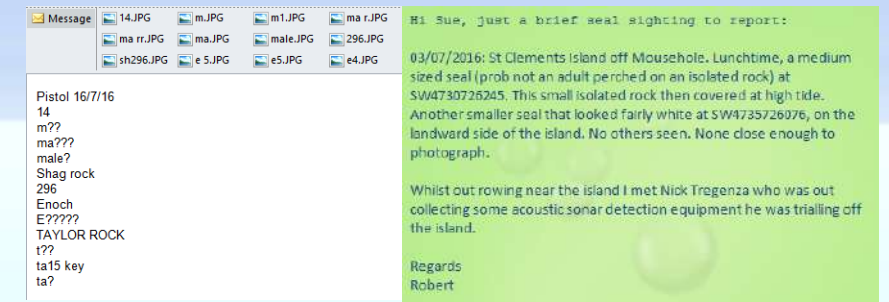 Message 14.JPG m.JPG m1.JPG ma r.JPG
ma rr.JPG ma.JPG male.JPG 296.JPG
sh296.JPG e 5.JPG e5.JPG e4.JPG
Pistol 16/7/16
14
m??
ma???
male?
Shag rock
296
Enoch
E?????
TAYLOR ROCK
t??
ta15 key
ta?
Hi Sue, just a brief seal sighting to report:
03/07/2016: St Clements Island off Mousehole. Lunchtime, a medium
sized seal (prob not an adult perched on an isolated rock) at
SW4730726245. This small isolated rock then covered at high tide.
Another smaller seal that looked fairly white at SW4735726076, on the
landward side of the island. No others seen. None close enough to
photograph.
Whilst out rowing near the island I met Nick Tregenza who was out
collecting some acoustic sonar detection equipment he was trialling off
the island.
Regards
Robert